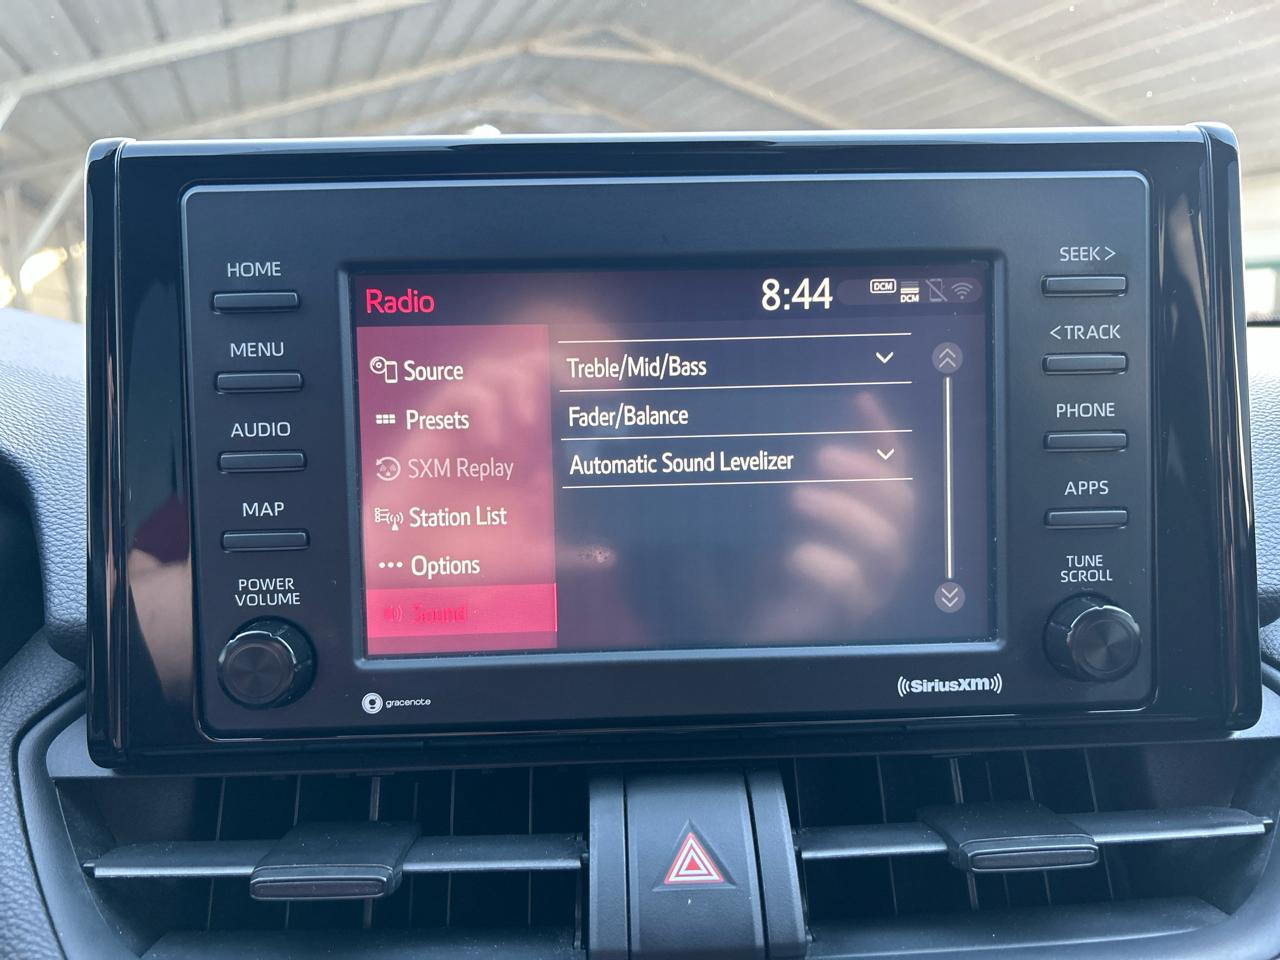 HOME
MENU
AUDIO
MAP
POWER
VOLUME
Radio
8:44
DCM
DCM
Source
Presets
SXM Replay
Station List
Options
Sound
Treble/Mid/Bass
Fader/Balance
Automatic Sound Levelizer
SEEK >
< TRACK
PHONE
APPS
TUNE
SCROLL
gracenote
SiriusXM